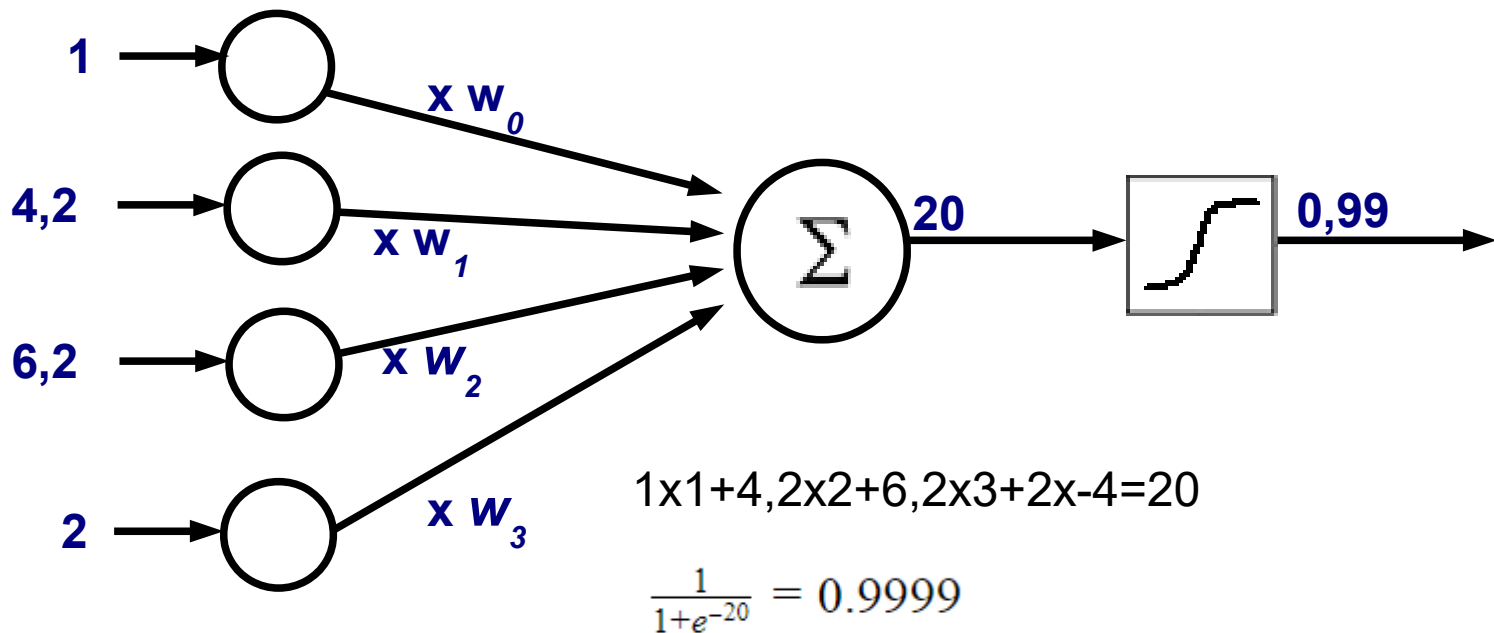 1
x w0
4,2
x w1
6,2
x w2
2
x w3
Σ
20
0,99
1x1+4,2x2+6,2x3+2x-4=20
1/(1+e^-20) = 0.9999